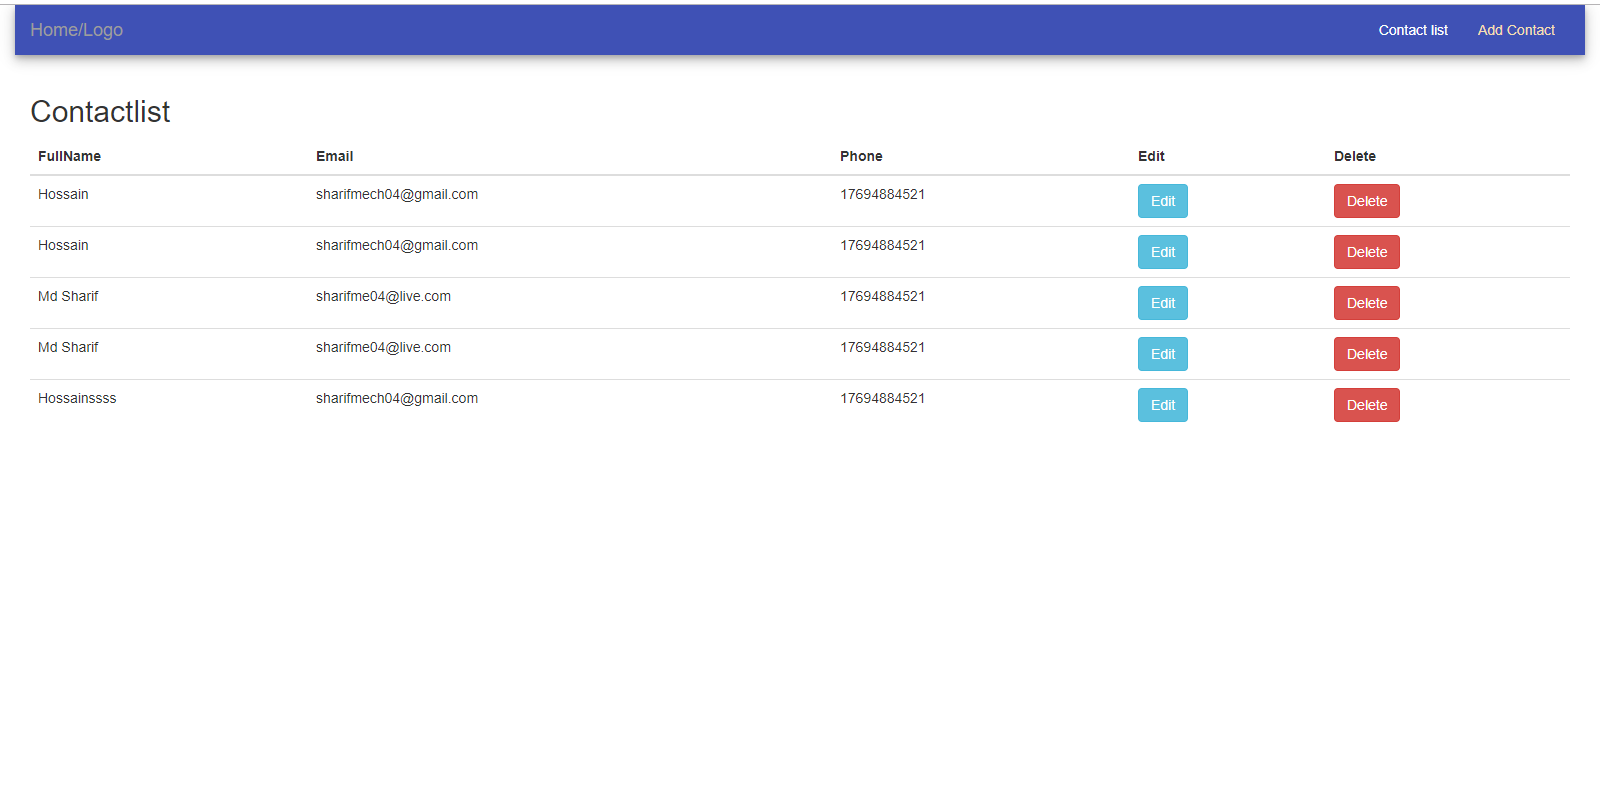 Home/Logo Contact list Add Contact
Contactlist
FullName Email Phone Edit Delete
Hossain sharifmech04@gmail.com 17694884521 Edit Delete
Hossain sharifmech04@gmail.com 17694884521 Edit Delete
Md Sharif sharifme04@live.com 17694884521 Edit Delete
Md Sharif sharifme04@live.com 17694884521 Edit Delete
Hossainssss sharifmech04@gmail.com 17694884521 Edit Delete